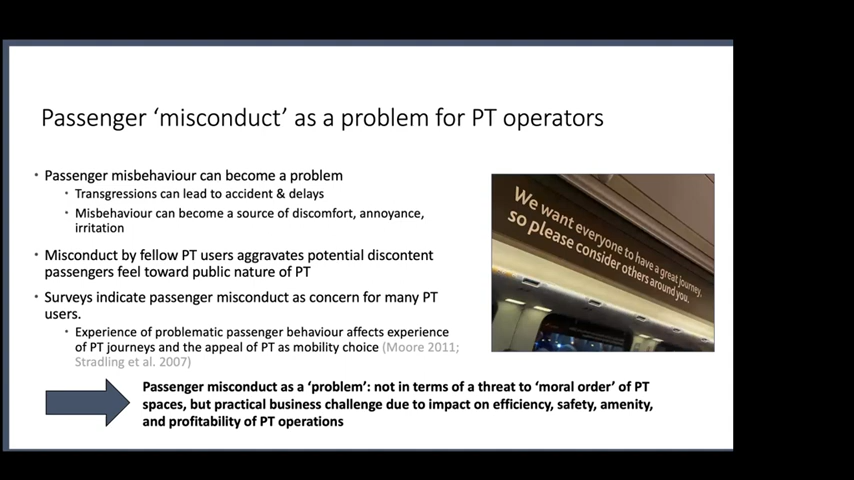 Passenger ‘misconduct’ as a problem for PT operators
• Passenger misbehaviour can become a problem
• Transgressions can lead to accident & delays
• Misbehaviour can become a source of discomfort, annoyance,
irritation
• Misconduct by fellow PT users aggravates potential discontent
passengers feel toward public nature of PT
• Surveys indicate passenger misconduct as concern for many PT
users.
• Experience of problematic passenger behaviour affects experience
of PT journeys and the appeal of PT as mobility choice (Moore 2011;
Stradling et al. 2007)
We want everyone to have a great journey,
so please consider others around you.
Passenger misconduct as a ‘problem’: not in terms of a threat to ‘moral order’ of PT
spaces, but practical business challenge due to impact on efficiency, safety, amenity,
and profitability of PT operations